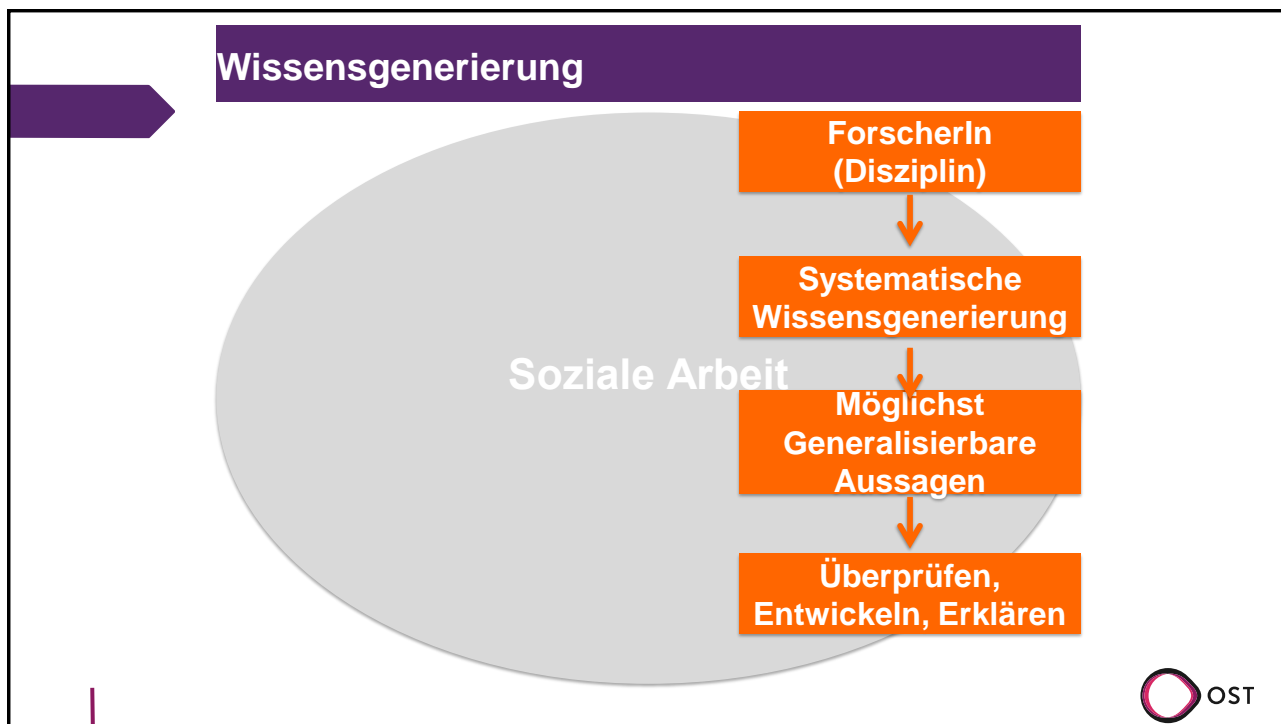 Wissensgenerierung
ForscherIn
(Disziplin)
Systematische
Wissensgenerierung
Soziale Arbeit
Möglichst
Generalisierbare
Aussagen
Überprüfen,
Entwickeln, Erklären
OST